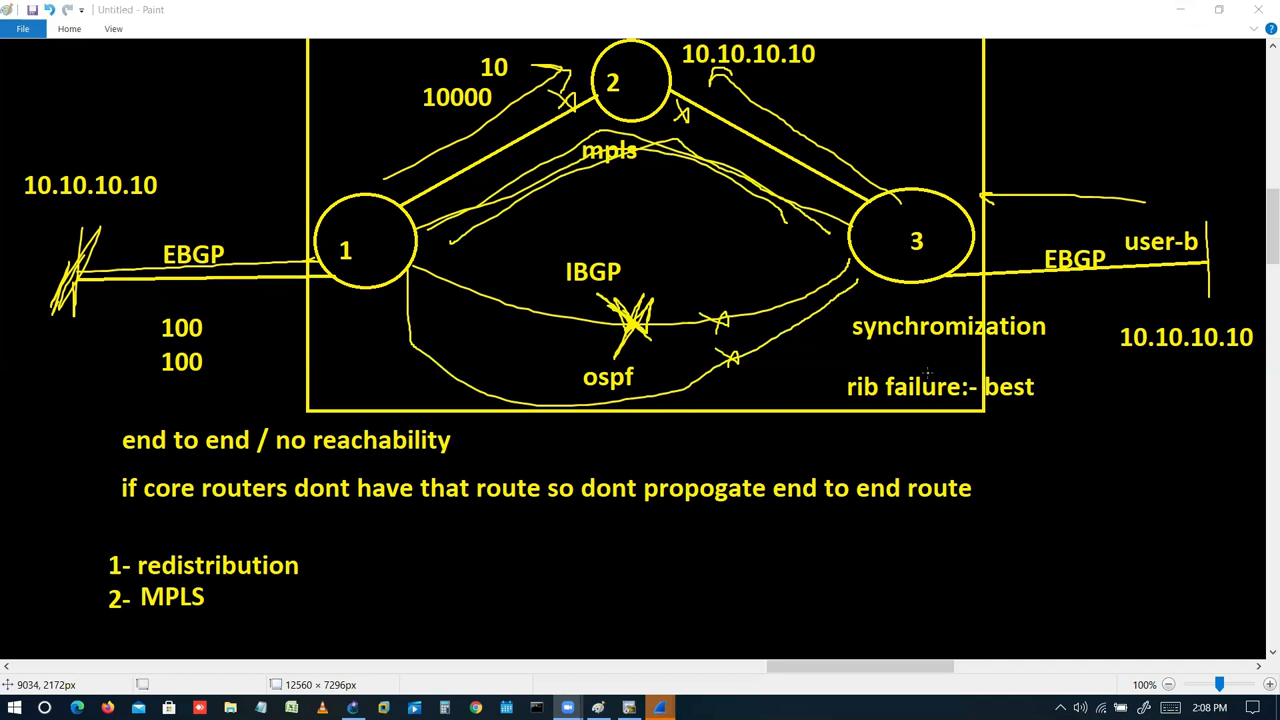 Untitled - Paint
File
Home
View
10
10000
2
10.10.10.10
mpls
10.10.10.10
EBGP
1
3
user-b
EBGP
IBGP
100
100
synchromization
10.10.10.10
ospf
rib failure:- best
end to end / no reachability
if core routers dont have that route so dont propogate end to end route
1- redistribution
2- MPLS
9034, 2172px
12560 × 7296px
100%
2:08 PM